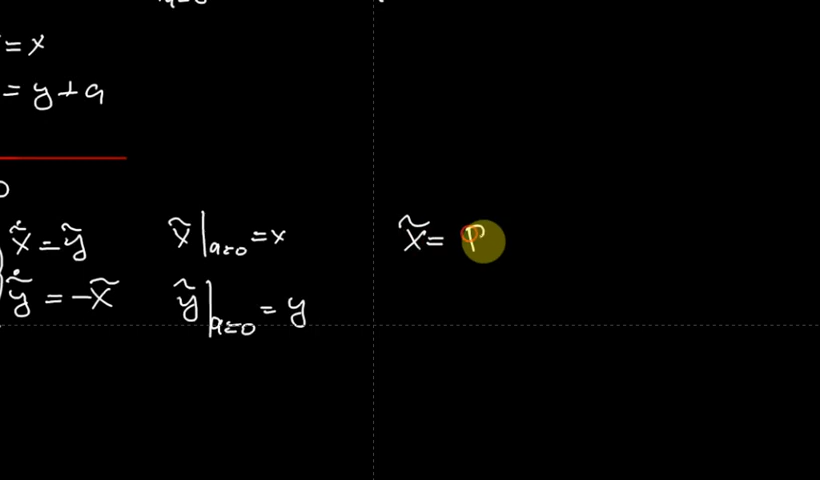 = x
= y + a
x̃̇ = ỹ
ỹ̇ = -x̃
x̃|a=0 = x
ỹ|a=0 = y
x̃ = P